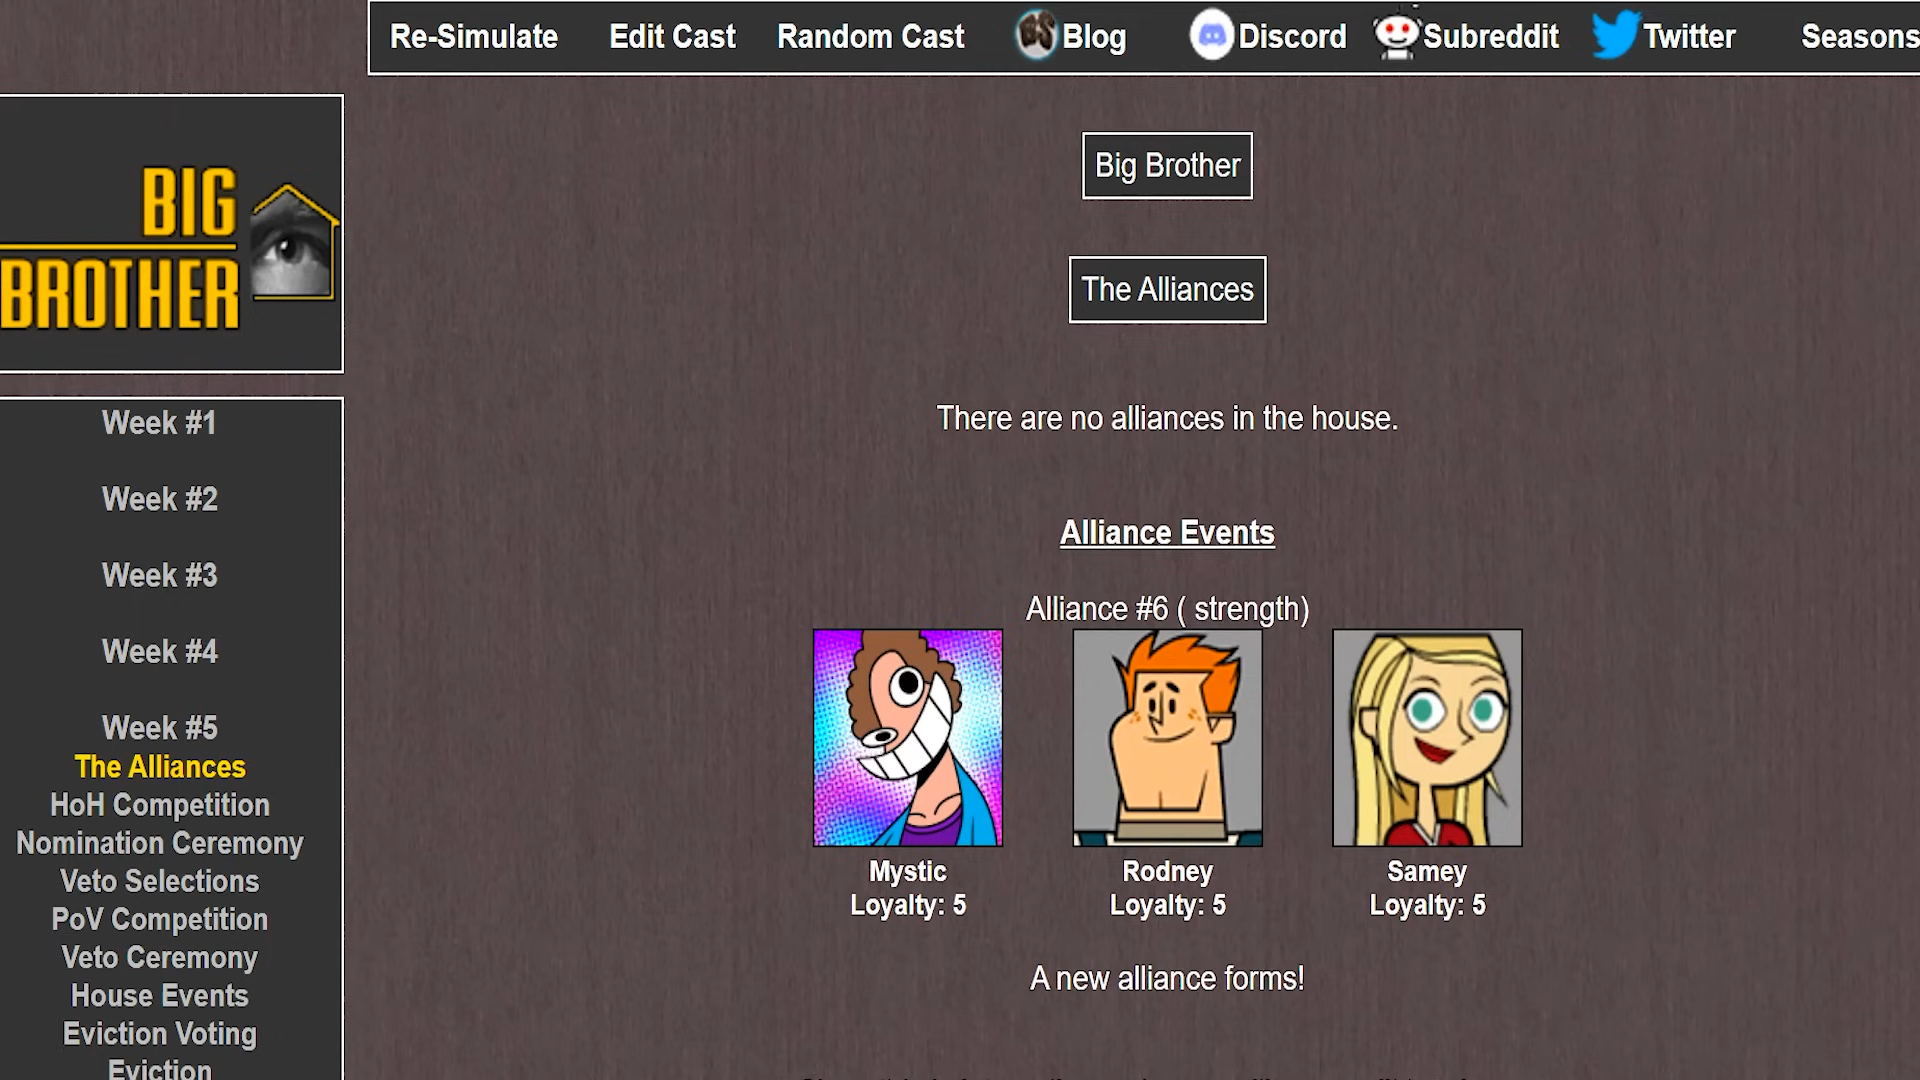 Re-Simulate Edit Cast Random Cast Blog Discord Subreddit Twitter Seasons
BIG
BROTHER
Week #1
Week #2
Week #3
Week #4
Week #5
The Alliances
HoH Competition
Nomination Ceremony
Veto Selections
PoV Competition
Veto Ceremony
House Events
Eviction Voting
Eviction
Big Brother
The Alliances
There are no alliances in the house.
Alliance Events
Alliance #6 ( strength)
Mystic Rodney Samey
Loyalty: 5 Loyalty: 5 Loyalty: 5
A new alliance forms!